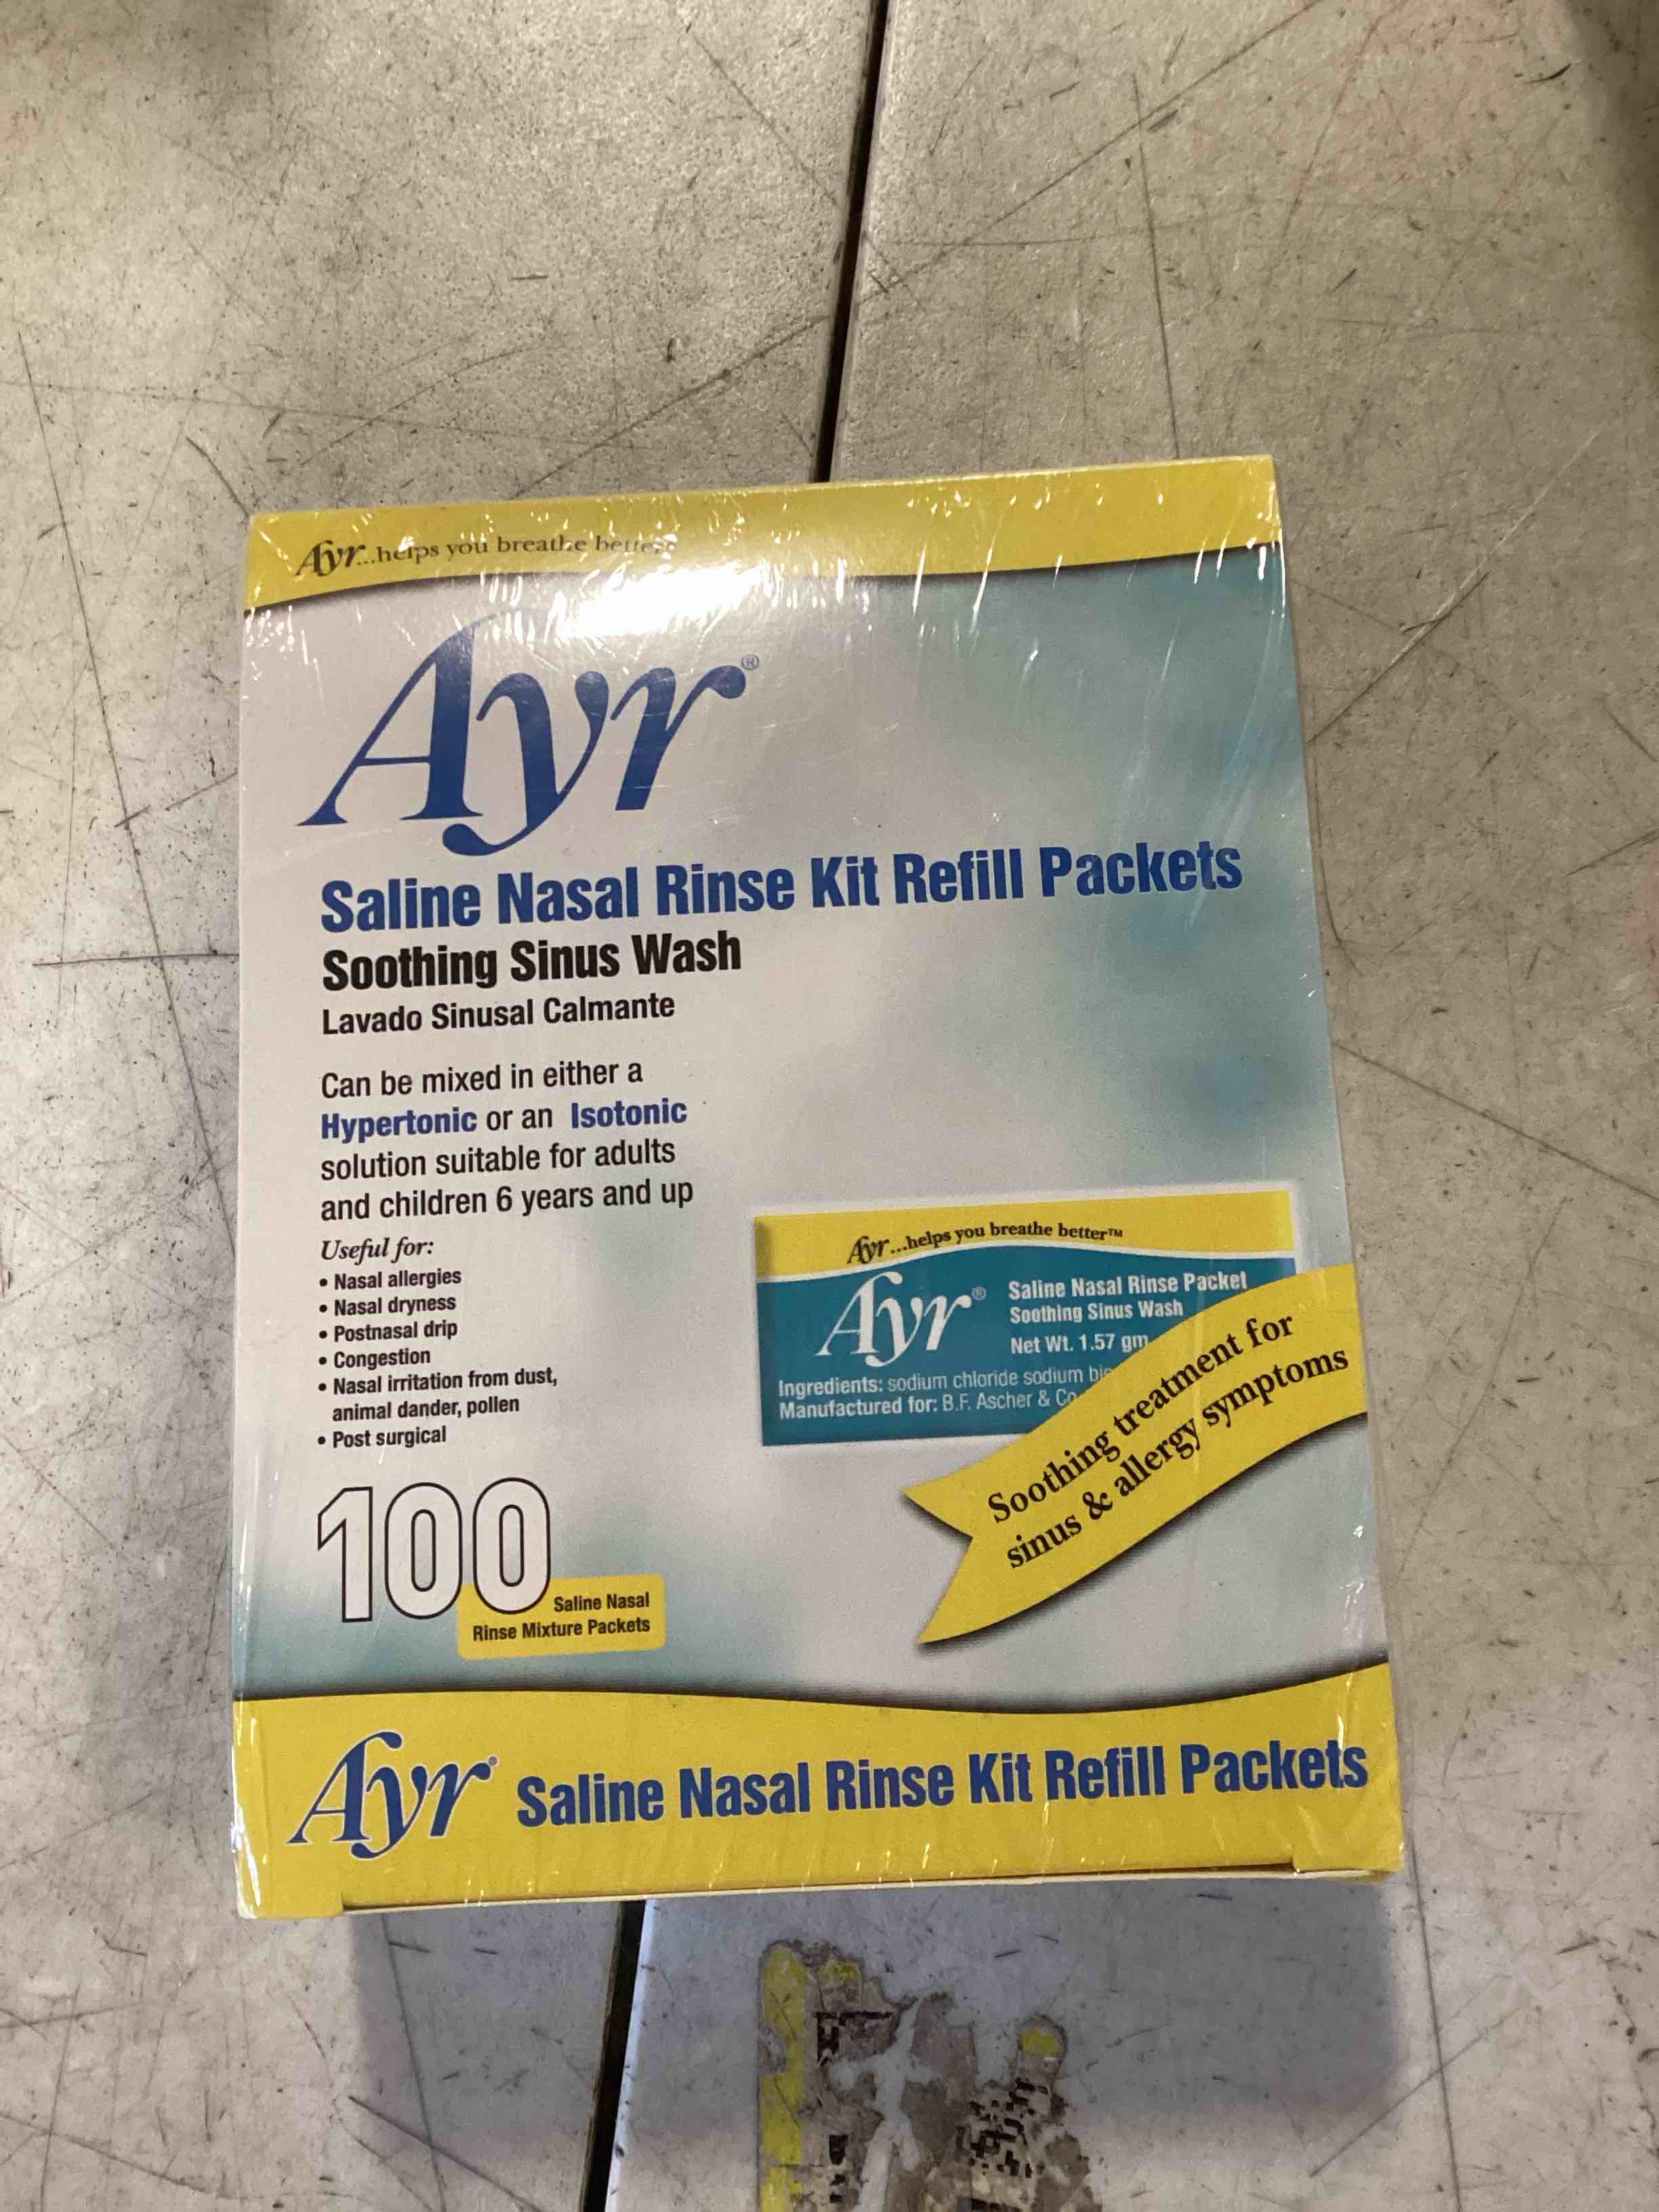 Ayr...helps you breathe better
Ayr®
Saline Nasal Rinse Kit Refill Packets
Soothing Sinus Wash
Lavado Sinusal Calmante
Can be mixed in either a
Hypertonic or an Isotonic
solution suitable for adults
and children 6 years and up
Useful for:
• Nasal allergies
• Nasal dryness
• Postnasal drip
• Congestion
• Nasal irritation from dust,
animal dander, pollen
• Post surgical
100
Saline Nasal
Rinse Mixture Packets
Ayr...helps you breathe better™
Ayr®
Saline Nasal Rinse Packet
Soothing Sinus Wash
Net Wt. 1.57 gm
Ingredients: sodium chloride sodium
Manufactured for: B.F. Ascher &
Soothing treatment for
sinus & allergy symptoms
Ayr® Saline Nasal Rinse Kit Refill Packets